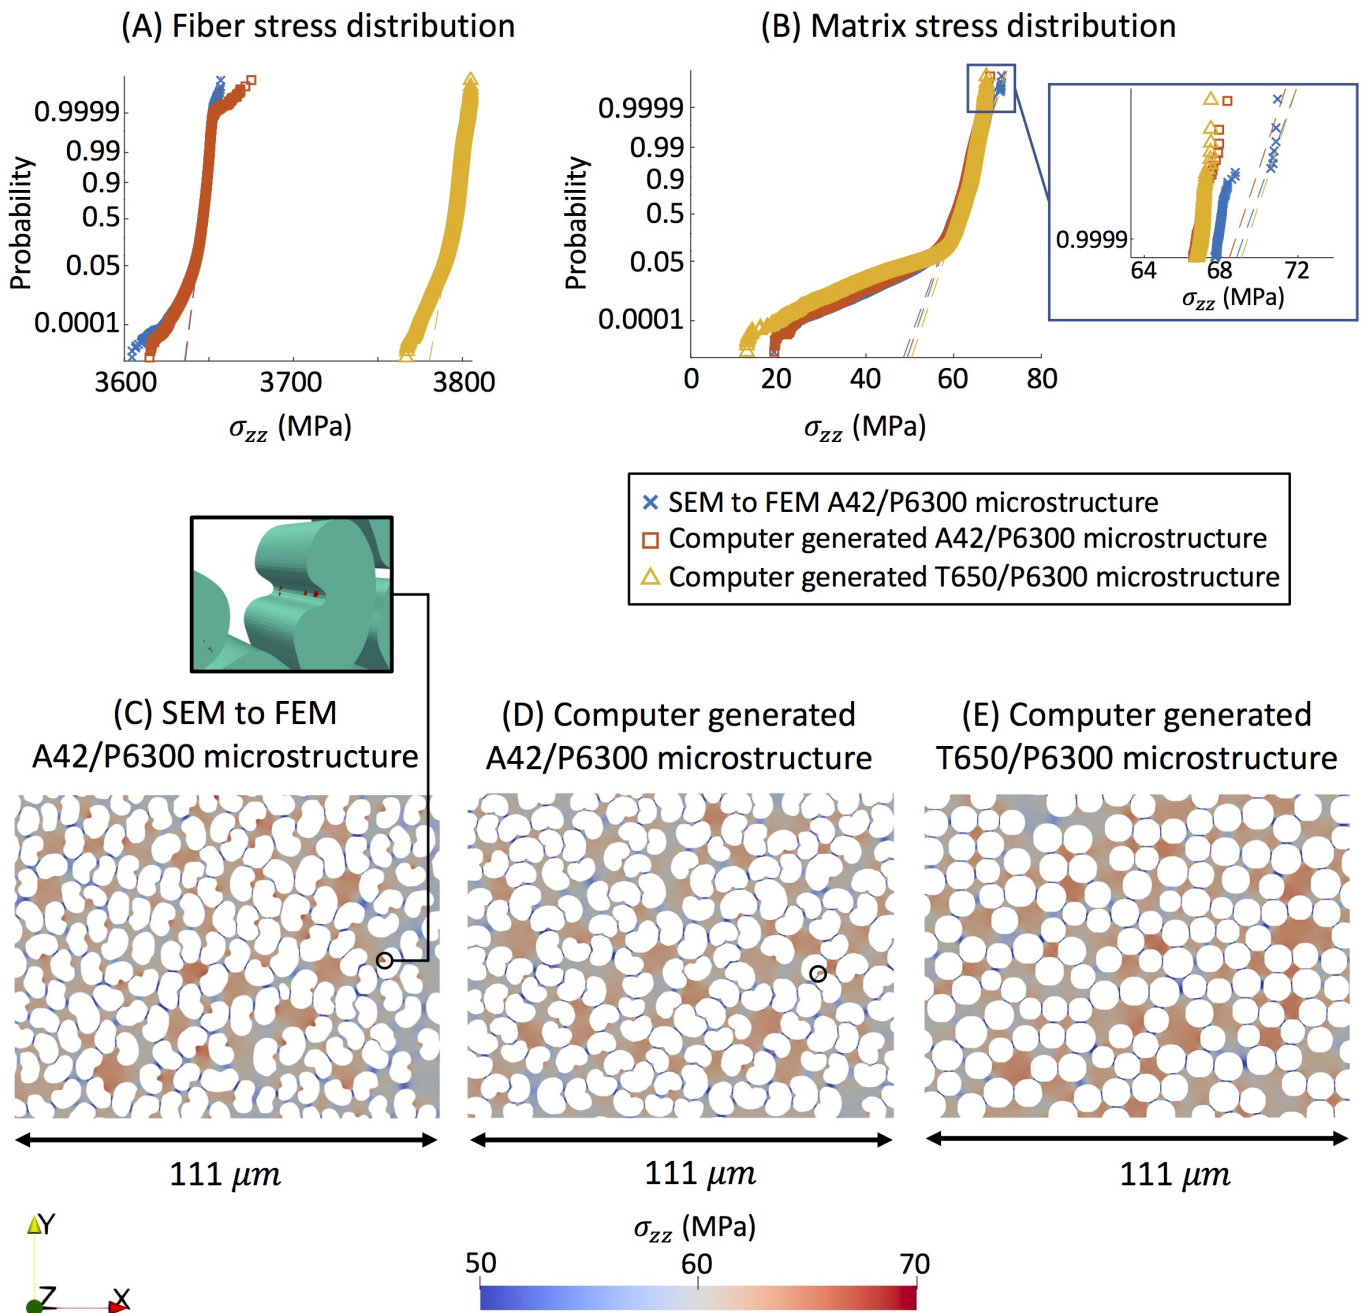 (A) Fiber stress distribution
(B) Matrix stress distribution
Probability
0.9999
0.99
0.9
0.5
0.05
0.0001
3600
3700
3800
σzz (MPa)
Probability
0.9999
0.99
0.9
0.5
0.05
0.0001
0
20
40
60
80
σzz (MPa)
0.9999
64
68
72
σzz (MPa)
SEM to FEM A42/P6300 microstructure
Computer generated A42/P6300 microstructure
Computer generated T650/P6300 microstructure
(C) SEM to FEM
A42/P6300 microstructure
(D) Computer generated
A42/P6300 microstructure
(E) Computer generated
T650/P6300 microstructure
111 μm
111 μm
111 μm
Y
Z
X
σzz (MPa)
50
60
70